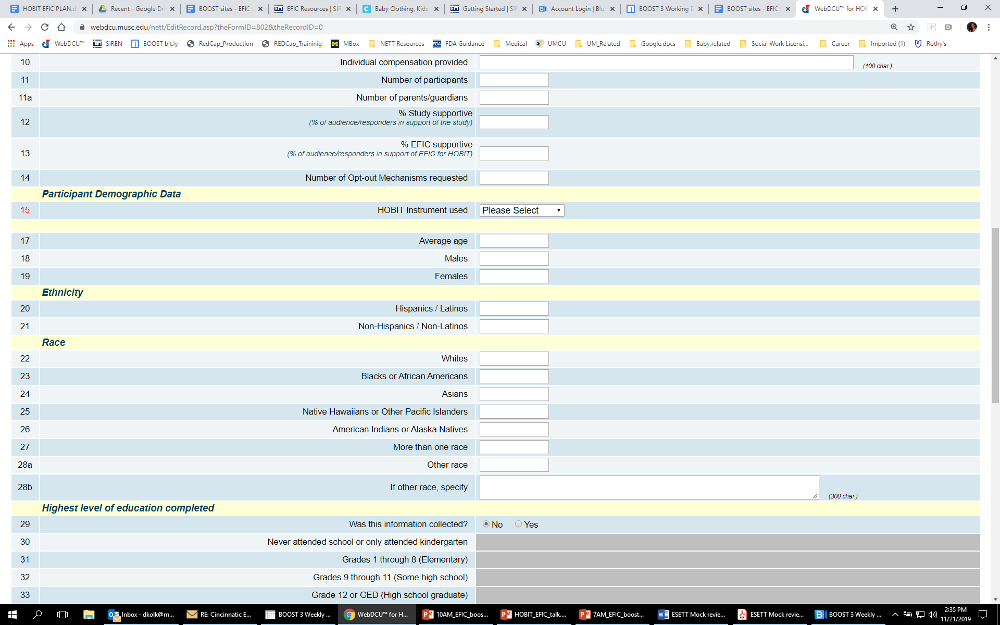 HOBIT EFIC PLAN.d
Recent - Google Dri
BOOST sites - EFIC s
EFIC Resources | SIR
Baby Clothing, Kids
Getting Started | SIR
Account Login | Blu
BOOST 3 Working D
BOOST sites - EFIC
WebDCU™ for HOB
webdcu.musc.edu/nett/EditRecord.asp?theFormID=802&theRecordID=0
Apps WebDCU™ SIREN BOOST bit.ly RedCap_Production REDCap_Traininig MBox NETT Resources FDA Guidance Medical UMCU UM_Related Google.docs Baby.related Social Work Licensi... Career Imported (1) Rothy's
10 Individual compensation provided (100 char.)
11 Number of participants
11a Number of parents/guardians
12 % Study supportive
(% of audience/responders in support of the study)
13 % EFIC supportive
(% of audience/responders in support of EFIC for HOBIT)
14 Number of Opt-out Mechanisms requested
Participant Demographic Data
15 HOBIT Instrument used Please Select
17 Average age
18 Males
19 Females
Ethnicity
20 Hispanics / Latinos
21 Non-Hispanics / Non-Latinos
Race
22 Whites
23 Blacks or African Americans
24 Asians
25 Native Hawaiians or Other Pacific Islanders
26 American Indians or Alaska Natives
27 More than one race
28a Other race
28b If other race, specify (300 char.)
Highest level of education completed
29 Was this information collected? No Yes
30 Never attended school or only attended kindergarten
31 Grades 1 through 8 (Elementary)
32 Grades 9 through 11 (Some high school)
33 Grade 12 or GED (High school graduate)
Inbox - dkolk@m... RE: Cincinnatic E... BOOST 3 Weekly ... WebDCU™ for H... 10AM_EFIC_boos... HOBIT_EFIC_talk.... 7AM_EFIC_boost... ESETT Mock revie... ESETT Mock revie... BOOST 3 Weekly ...
2:35 PM
11/21/2019